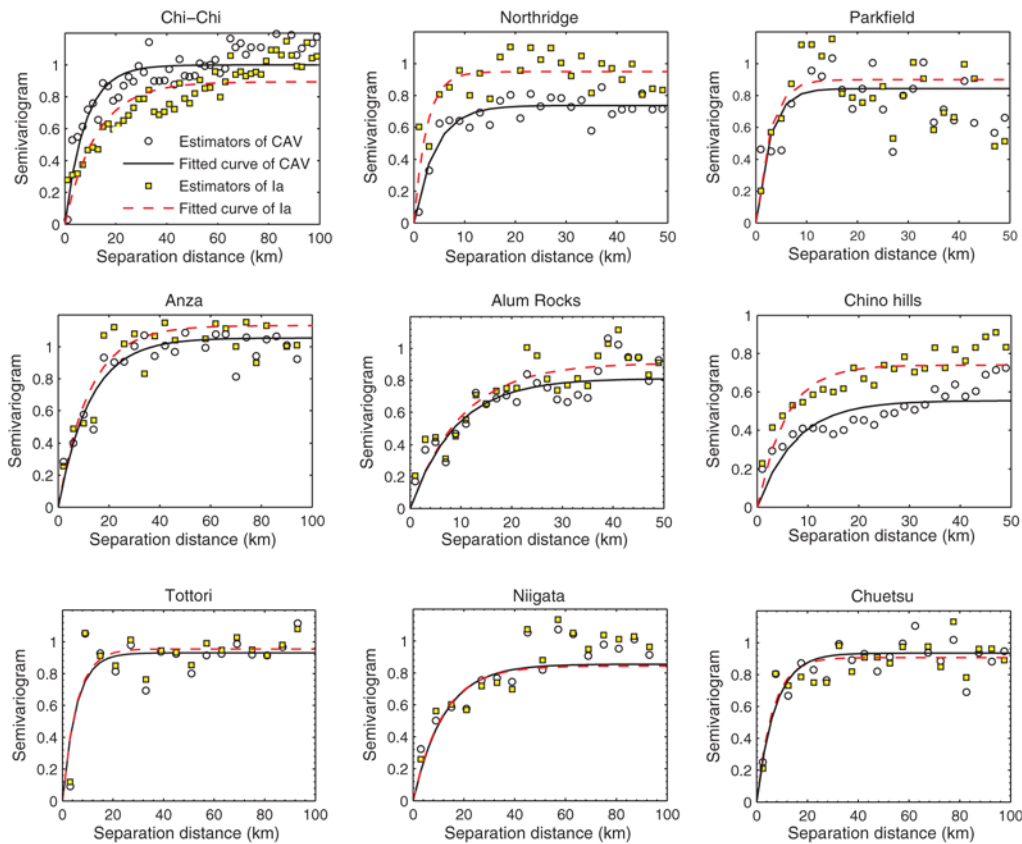 Chi–Chi
Semivariogram
1
0.8
0.6
0.4
0.2
0
Estimators of CAV
Fitted curve of CAV
Estimators of Ia
Fitted curve of Ia
0 20 40 60 80 100
Separation distance (km)
Northridge
Semivariogram
1
0.8
0.6
0.4
0.2
0
0 10 20 30 40 50
Separation distance (km)
Parkfield
Semivariogram
1
0.8
0.6
0.4
0.2
0
0 10 20 30 40 50
Separation distance (km)
Anza
Semivariogram
1
0.8
0.6
0.4
0.2
0
0 20 40 60 80 100
Separation distance (km)
Alum Rocks
Semivariogram
1
0.8
0.6
0.4
0.2
0
0 10 20 30 40 50
Separation distance (km)
Chino hills
Semivariogram
1
0.8
0.6
0.4
0.2
0
0 10 20 30 40 50
Separation distance (km)
Tottori
Semivariogram
1
0.8
0.6
0.4
0.2
0
0 20 40 60 80 100
Separation distance (km)
Niigata
Semivariogram
1
0.8
0.6
0.4
0.2
0
0 20 40 60 80 100
Separation distance (km)
Chuetsu
Semivariogram
1
0.8
0.6
0.4
0.2
0
0 20 40 60 80 100
Separation distance (km)